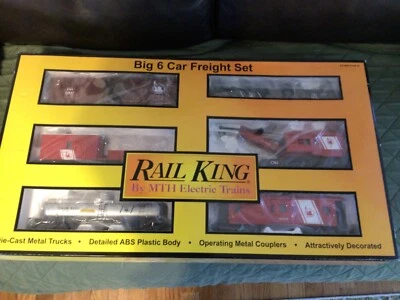 Big 6 Car Freight Set
RAIL KING
By MTH Electric Trains
ie-Cast Metal Trucks • Detailed ABS Plastic Body • Operating Metal Couplers • Attractively Decorated